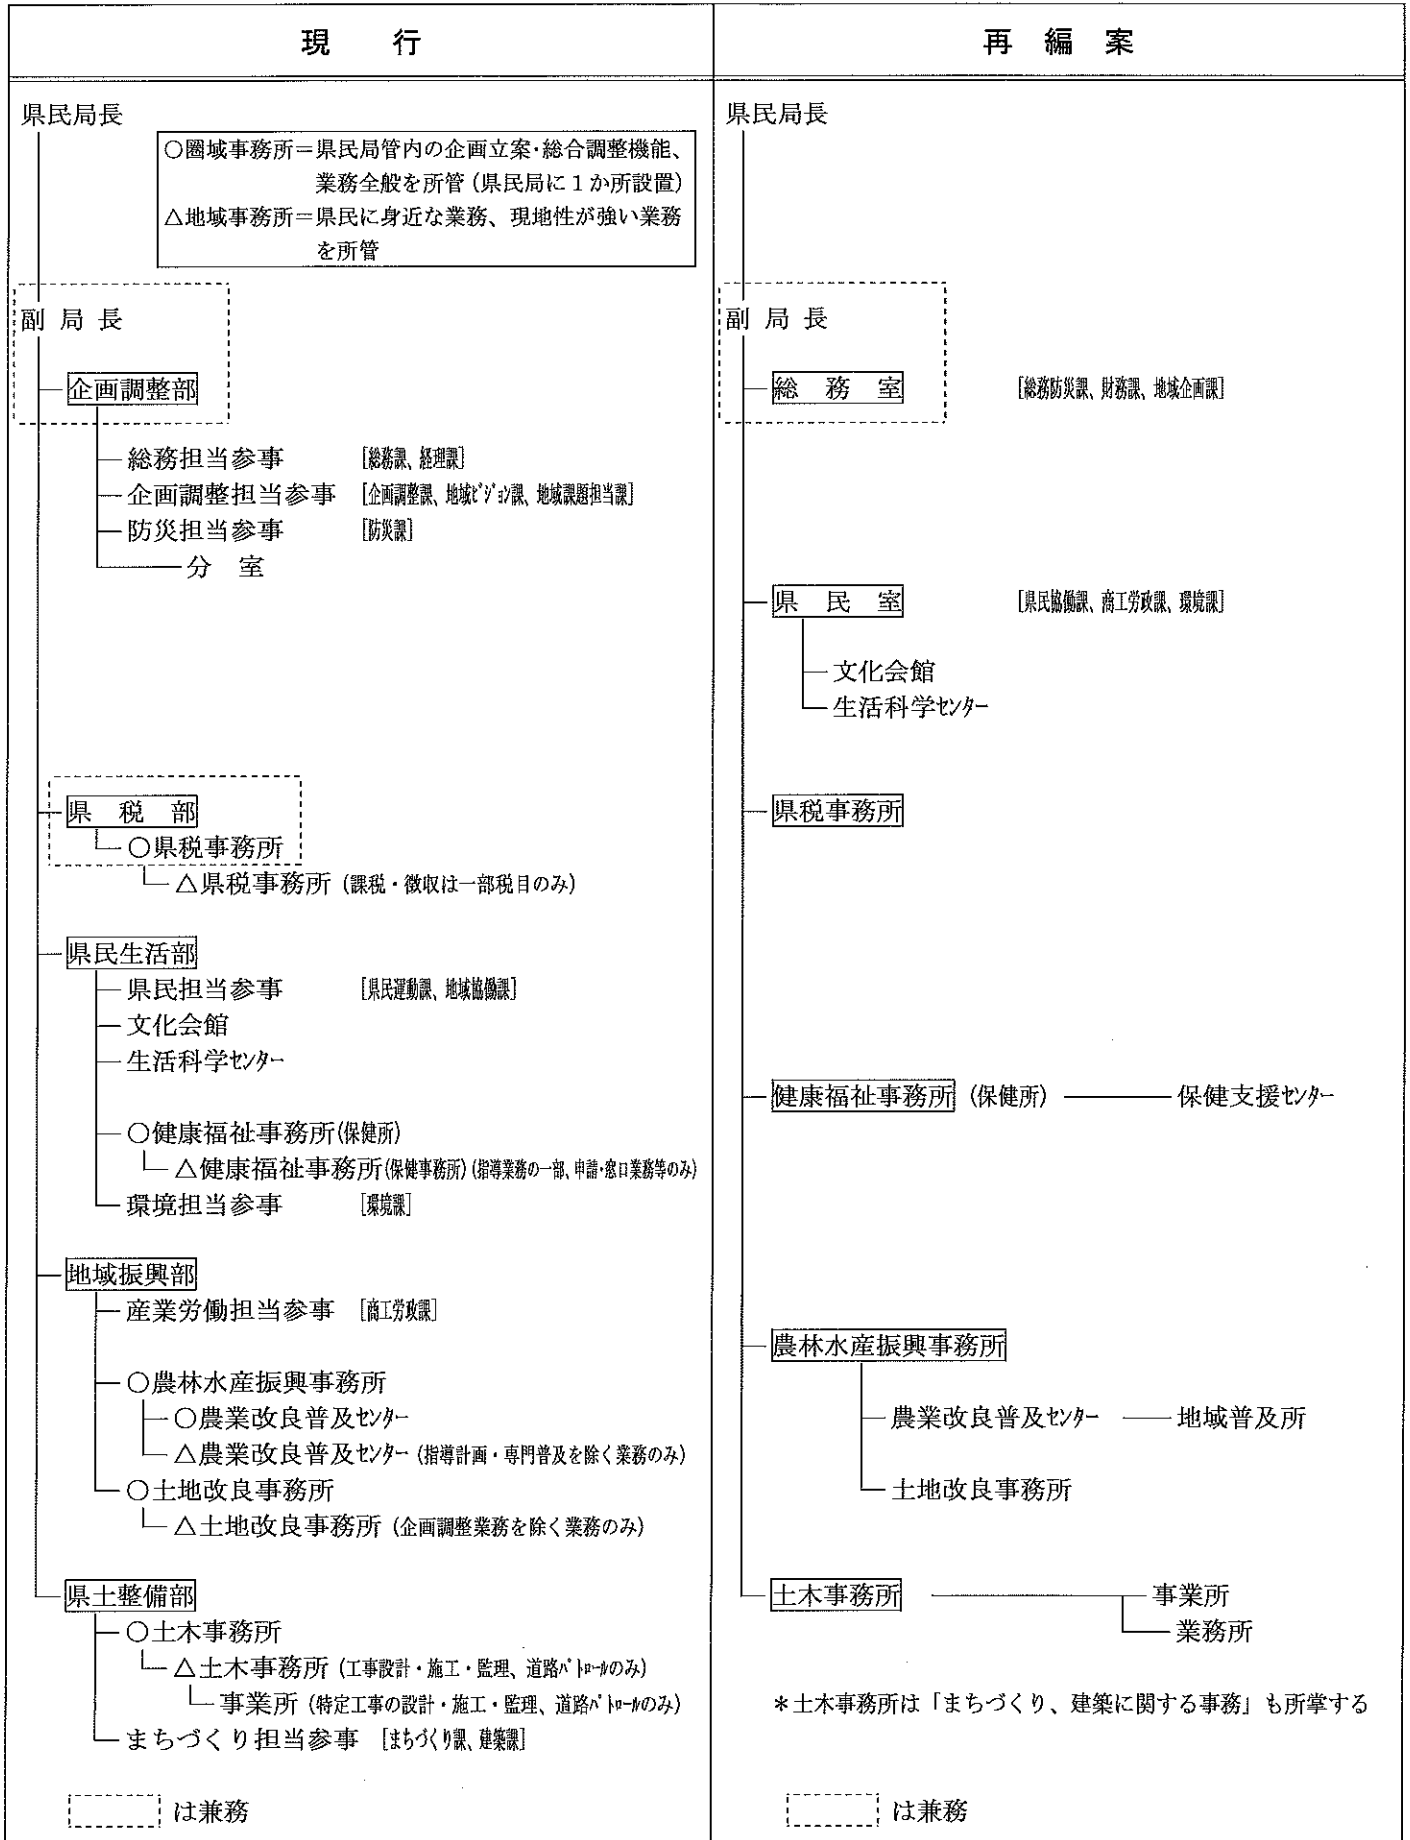 現　行
県民局長
○圏域事務所＝県民局管内の企画立案・総合調整機能、
業務全般を所管（県民局に１か所設置）
△地域事務所＝県民に身近な業務、現地性が強い業務
を所管
副 局 長
企画調整部
総務担当参事　［総務課、経理課］
企画調整担当参事　［企画調整課、地域ビジョン課、地域課題担当課］
防災担当参事　［防災課］
分　室
県　税　部
○県税事務所
△県税事務所（課税・徴収は一部税目のみ）
県民生活部
県民担当参事　［県民運動課、地域協働課］
文化会館
生活科学センター
○健康福祉事務所（保健所）
△健康福祉事務所（保健事務所）（指導業務の一部、申請・窓口業務等のみ）
環境担当参事　［環境課］
地域振興部
産業労働担当参事　［商工労政課］
○農林水産振興事務所
○農業改良普及センター
△農業改良普及センター（指導計画・専門普及を除く業務のみ）
○土地改良事務所
△土地改良事務所（企画調整業務を除く業務のみ）
県土整備部
○土木事務所
△土木事務所（工事設計・施工・監理、道路パトロールのみ）
事業所（特定工事の設計・施工・監理、道路パトロールのみ）
まちづくり担当参事　［まちづくり課、建築課］
は兼務
再　編　案
県民局長
副 局 長
総　務　室　［総務防災課、財務課、地域企画課］
県　民　室　［県民協働課、商工労政課、環境課］
文化会館
生活科学センター
県税事務所
健康福祉事務所（保健所）　保健支援センター
農林水産振興事務所
農業改良普及センター　地域普及所
土地改良事務所
土木事務所　事業所
業務所
＊土木事務所は「まちづくり、建築に関する事務」も所掌する
は兼務